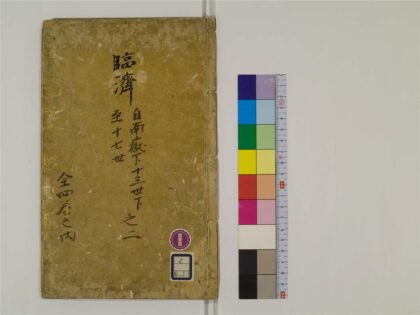 臨濟
自南嶽下十三世下
之二
至十七世
全四卷之内